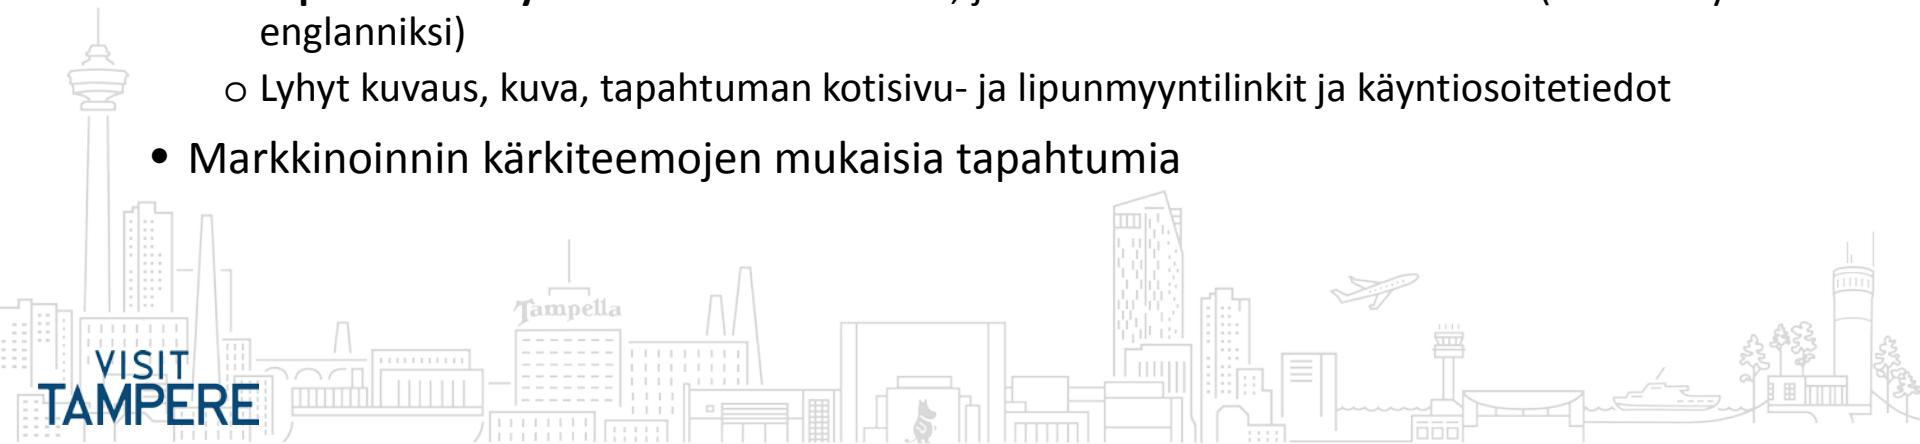 englanniksi)
o Lyhyt kuvaus, kuva, tapahtuman kotisivu- ja lipunmyyntilinkit ja käyntiosoitetiedot
• Markkinoinnin kärkiteemojen mukaisia tapahtumia
Tampella
VISIT
TAMPERE